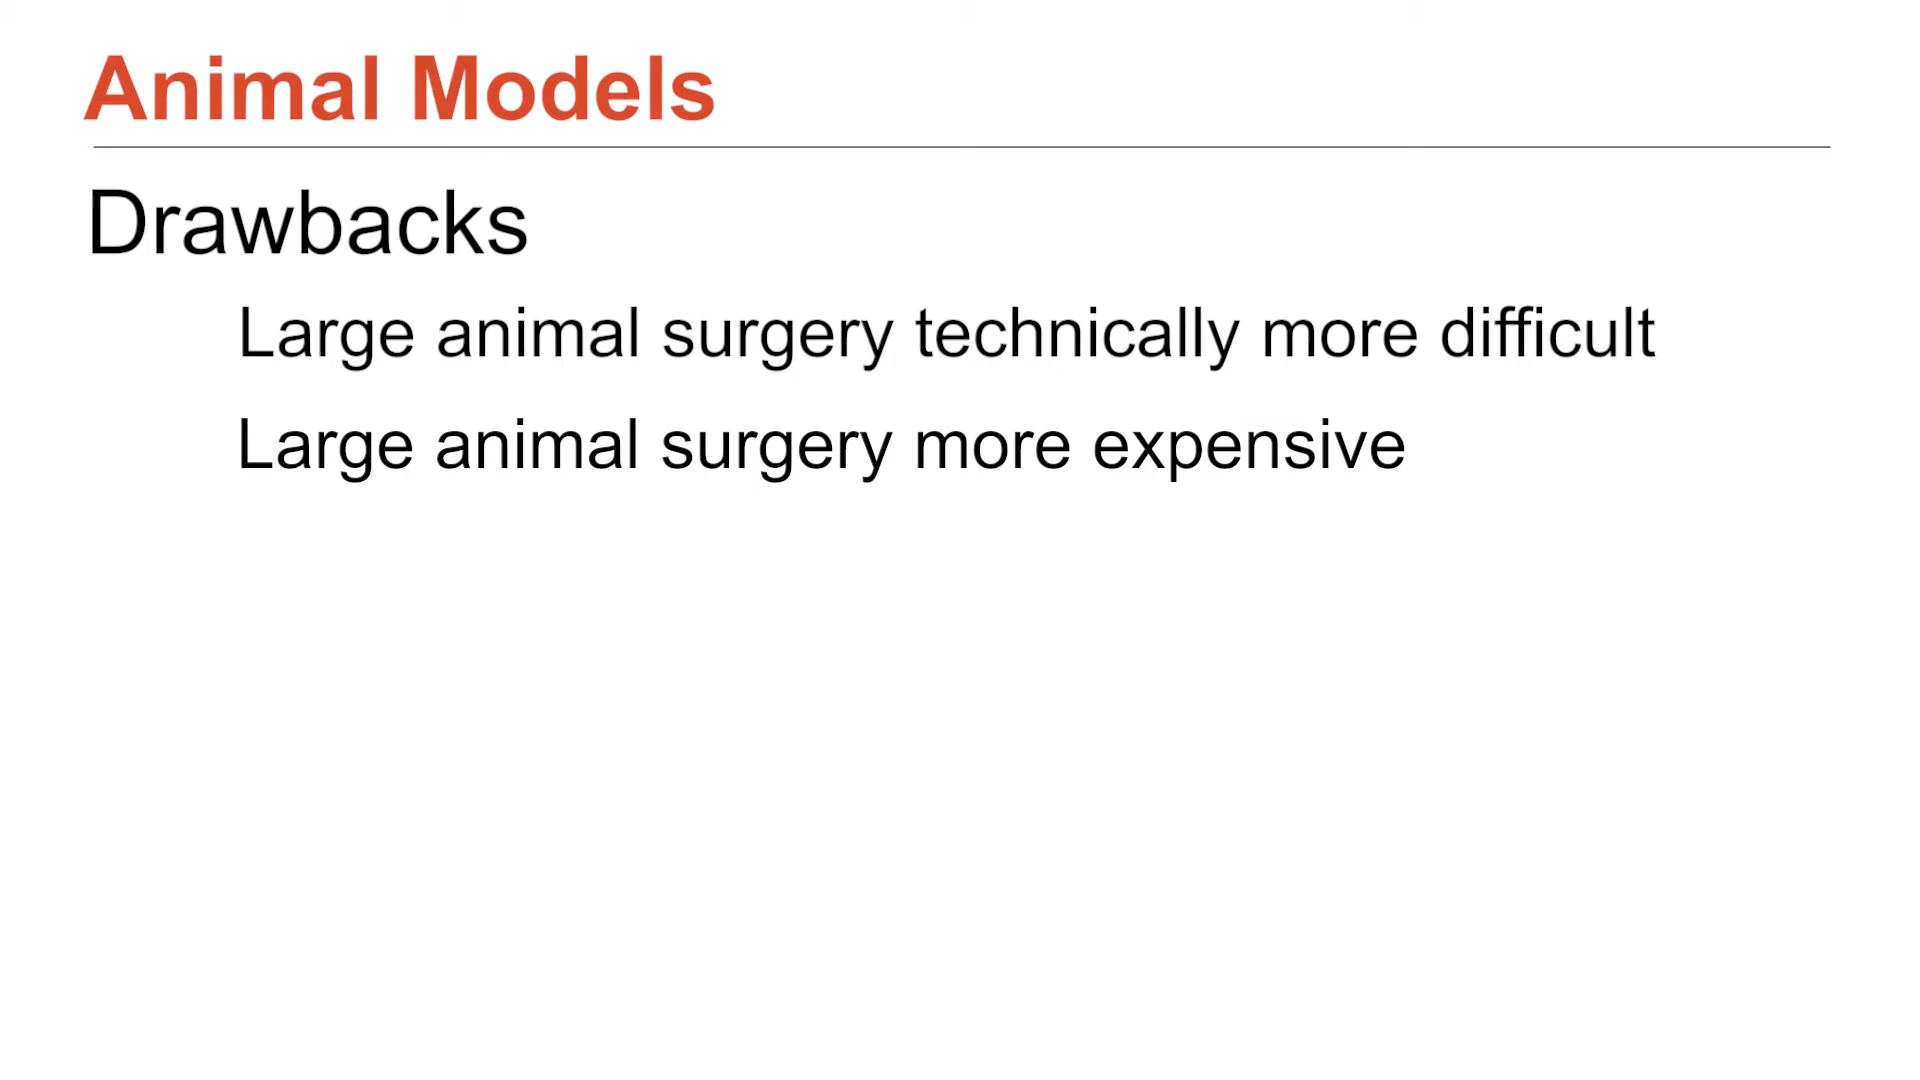 Animal Models
Drawbacks
Large animal surgery technically more difficult
Large animal surgery more expensive